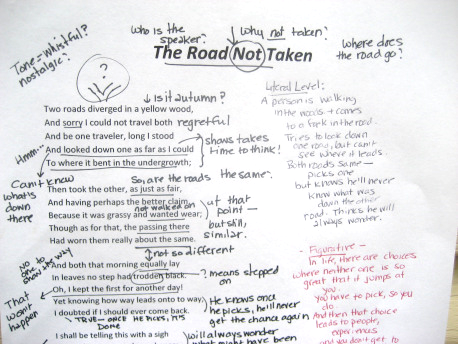 who is the
speaker?
why not taken?
Tone = whistful?
nostalgic?
where does
the road go?
The Road Not Taken
?
↓ Is it autumn?
Two roads diverged in a yellow wood,
And sorry I could not travel both regretful
And be one traveler, long I stood
And looked down one as far as I could
To where it bent in the undergrowth;
shows takes
time to think!
Hmm...
Can't know
what's
down
there
So, are the roads the same?
Then took the other, as just as fair,
And having perhaps the better claim,
not walked on
Because it was grassy and wanted wear;
Though as for that, the passing there
Had worn them really about the same.
at that
point —
but still,
similar.
not so different
No one to
show the way
And both that morning equally lay
In leaves no step had trodden black.
? means stepped
on
Oh, I kept the first for another day!
That
won't
happen
Yet knowing how way leads onto to way,
I doubted if I should ever come back.
TRUE — once he picks, it's
done
He knows once
he picks, he'll never
get the chance again
I shall be telling this with a sigh
will always wonder
what might have been
Literal Level:
A person is walking
in the woods + comes
to a fork in the road.
Tries to look down
one road, but can't
see where it leads.
Both roads same —
picks one
but knows he'll never
know what was
down the other
road. Thinks he will
always wonder.
Figurative —
In life, there are choices
where neither one is so
great that it jumps at
you.
you have to pick, so you
do
And then that choice
leads to people,
experiences
and you don't get to